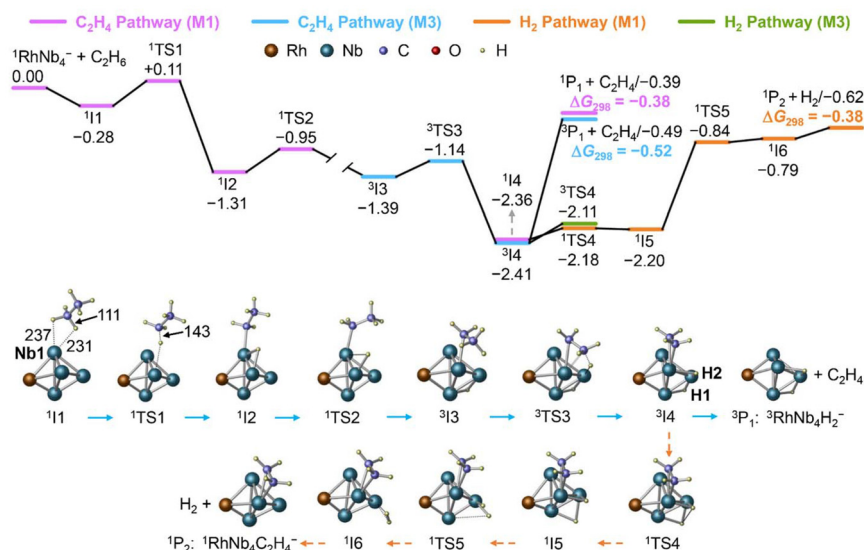 C₂H₄ Pathway (M1) C₂H₄ Pathway (M3) H₂ Pathway (M1) H₂ Pathway (M3)
Rh Nb C O H
¹RhNb₄⁻ + C₂H₆
0.00
¹I1
−0.28
¹TS1
+0.11
¹I2
−1.31
¹TS2
−0.95
³I3
−1.39
³TS3
−1.14
¹I4
−2.36
³I4
−2.41
¹P₁ + C₂H₄/−0.39
ΔG₂₉₈ = −0.38
³P₁ + C₂H₄/−0.49
ΔG₂₉₈ = −0.52
³TS4
−2.11
¹TS4
−2.18
¹I5
−2.20
¹TS5
−0.84
¹I6
−0.79
¹P₂ + H₂/−0.62
ΔG₂₉₈ = −0.38
111
237
231
Nb1
143
H2
H1
+ C₂H₄
¹I1 ¹TS1 ¹I2 ¹TS2 ³I3 ³TS3 ³I4 ³P₁: ³RhNb₄H₂⁻
H₂ +
¹P₂: ¹RhNb₄C₂H₄⁻ ¹I6 ¹TS5 ¹I5 ¹TS4